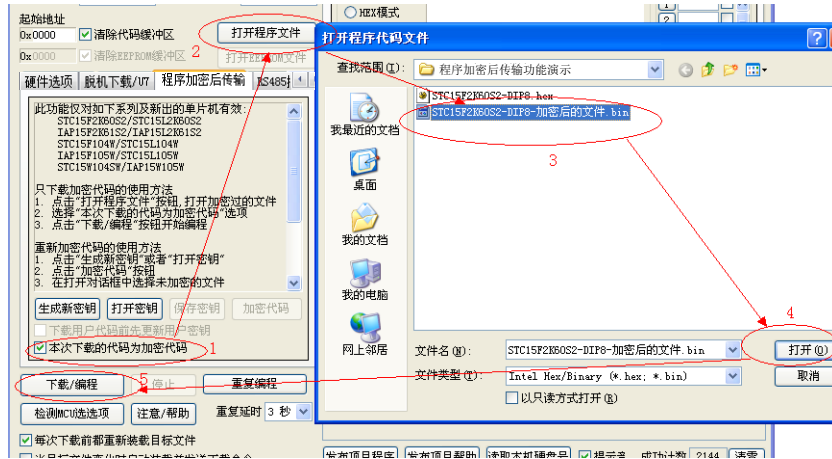 HEX模式
起始地址
0x0000 清除代码缓冲区 2 打开程序文件
0x0000 清除EEPROM缓冲区 打开EEPROM文件
硬件选项 脱机下载/U7 程序加密后传输 RS485
此功能仅对如下系列及新出的单片机有效:
STC15F2K60S2/STC15L2K60S2
IAP15F2K61S2/IAP15L2K61S2
STC15F104W/STC15L104W
IAP15F105W/STC15L105W
STC15W104SW/IAP15W105W
只下载加密代码的使用方法
1. 点击"打开程序文件"按钮,打开加密过的文件
2. 选择"本次下载的代码为加密代码"选项
3. 点击"下载/编程"按钮开始编程
重新加密代码的使用方法
1. 点击"生成新密钥"或者"打开密钥"
2. 点击"加密代码"按钮
3. 在打开对话框中选择未加密的文件
生成新密钥 打开密钥 保存密钥 加密代码
下载用户代码前先更新用户密钥
本次下载的代码为加密代码 1
下载/编程 5 停止 重复编程
检测MCU选选项 注意/帮助 重复延时 3 秒
每次下载前都重新装载目标文件
当目标文件变化时自动装载并发送下载命令
打开程序代码文件
查找范围(I): 程序加密后传输功能演示
我最近的文档
桌面
我的文档
我的电脑
网上邻居
STC15F2K60S2-DIP8.hex
STC15F2K60S2-DIP8-加密后的文件.bin
3
4
文件名(N): STC15F2K60S2-DIP8-加密后的文件.bin 打开(O)
文件类型(T): Intel Hex/Binary (*.hex; *.bin) 取消
以只读方式打开(R)
发布项目程序 发布项目帮助 读取本机硬盘号 提示音 成功计数 2144 清零